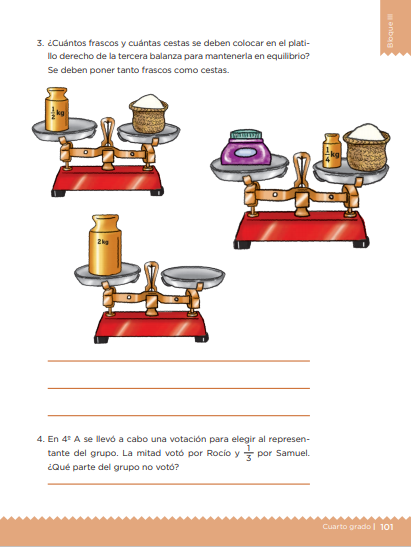 Bloque III
3. ¿Cuántos frascos y cuántas cestas se deben colocar en el plati-
llo derecho de la tercera balanza para mantenerla en equilibrio?
Se deben poner tanto frascos como cestas.
1/2 kg
1/4 kg
2 kg
4. En 4º A se llevó a cabo una votación para elegir al represen-
tante del grupo. La mitad votó por Rocío y 1/3 por Samuel.
¿Qué parte del grupo no votó?
Cuarto grado | 101